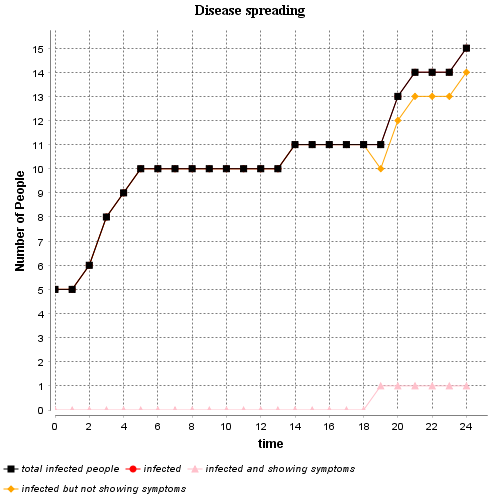 Disease spreading
Number of People
15
14
13
12
11
10
9
8
7
6
5
4
3
2
1
0
0 2 4 6 8 10 12 14 16 18 20 22 24
time
total infected people infected infected and showing symptoms
infected but not showing symptoms